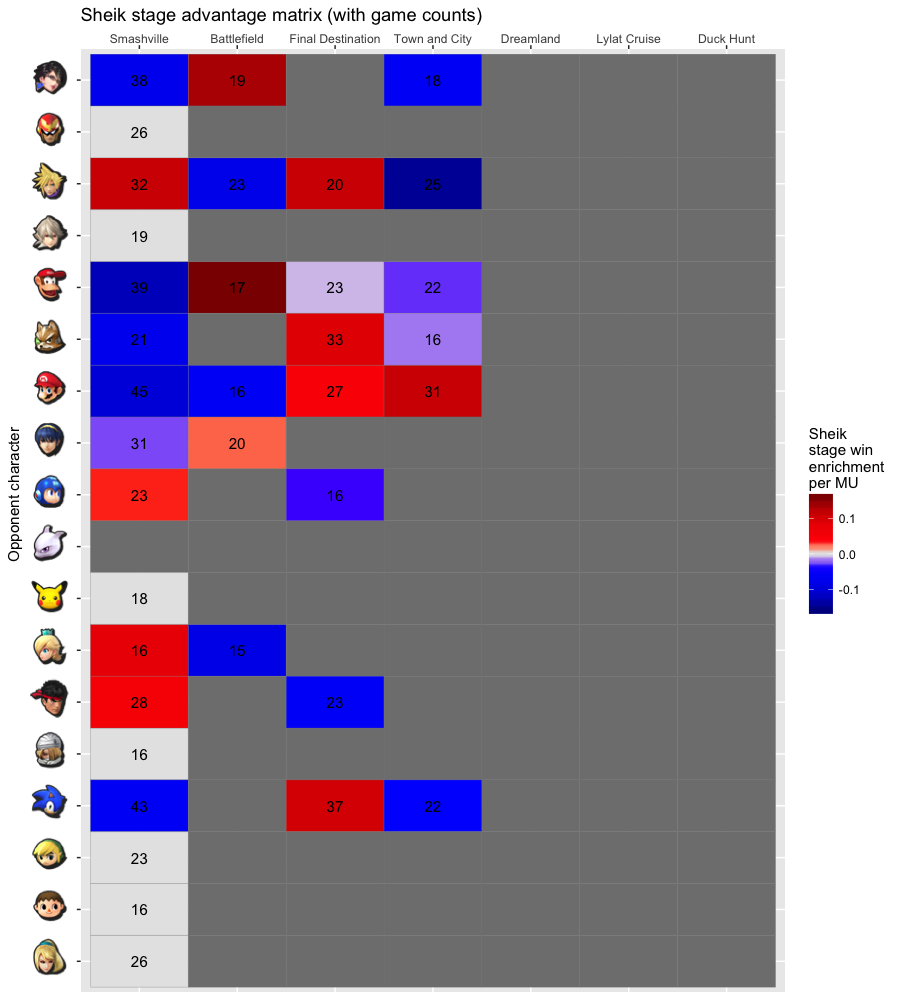 Sheik stage advantage matrix (with game counts)
Smashville Battlefield Final Destination Town and City Dreamland Lylat Cruise Duck Hunt
38 19 18
26
32 23 20 25
19
39 17 23 22
21 33 16
45 16 27 31
31 20
23 16
18
16 15
28 23
16
43 37 22
23
16
26
Opponent character
Sheik
stage win
enrichment
per MU
0.1
0.0
-0.1